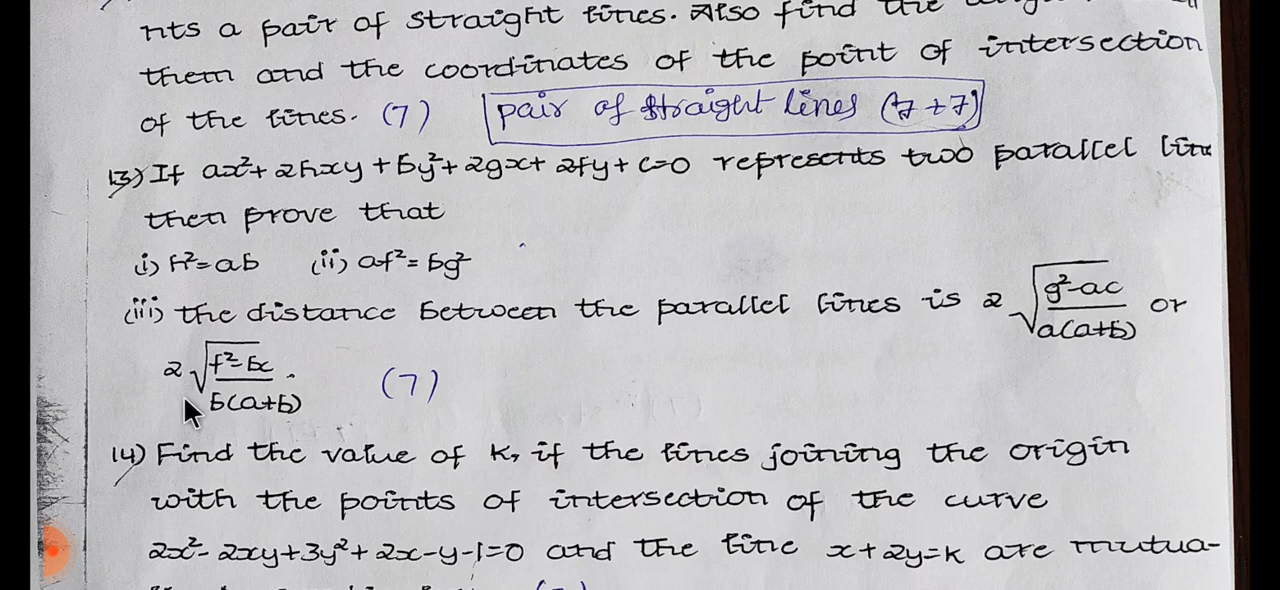 nts a pair of straight lines. Also find the
them and the coordinates of the point of intersection
of the lines. (7) pair of straight lines (7+7)
13) If ax²+2hxy+by²+2gx+2fy+c=0 represents two parallel line
then prove that
(i) h²=ab (ii) af²=bg²
(iii) the distance between the parallel lines is 2√(g²-ac)/(a(a+b)) or
2√(f²-bc)/(b(a+b)). (7)
14) Find the value of k, if the lines joining the origin
with the points of intersection of the curve
2x²-2xy+3y²+2x-y-1=0 and the line x+2y=k are mutua-